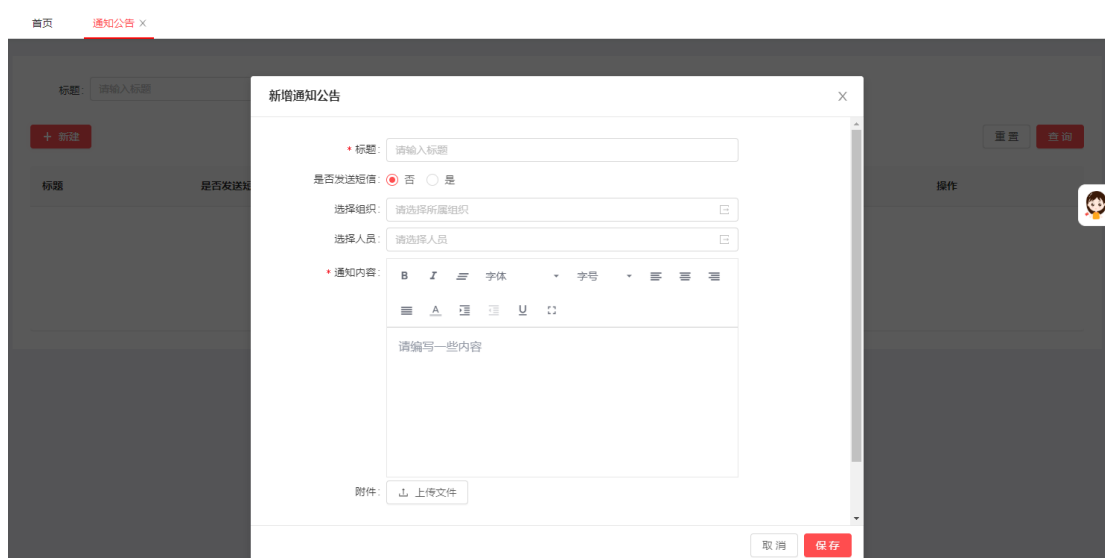 首页 通知公告 ×
标题: 请输入标题
新增通知公告 ×
+ 新建
重置 查询
标题 是否发送短 操作
* 标题: 请输入标题
是否发送短信: 否 是
选择组织: 请选择所属组织
选择人员: 请选择人员
* 通知内容: B I 字体 字号
A U
请编写一些内容
附件: 上传文件
取消 保存